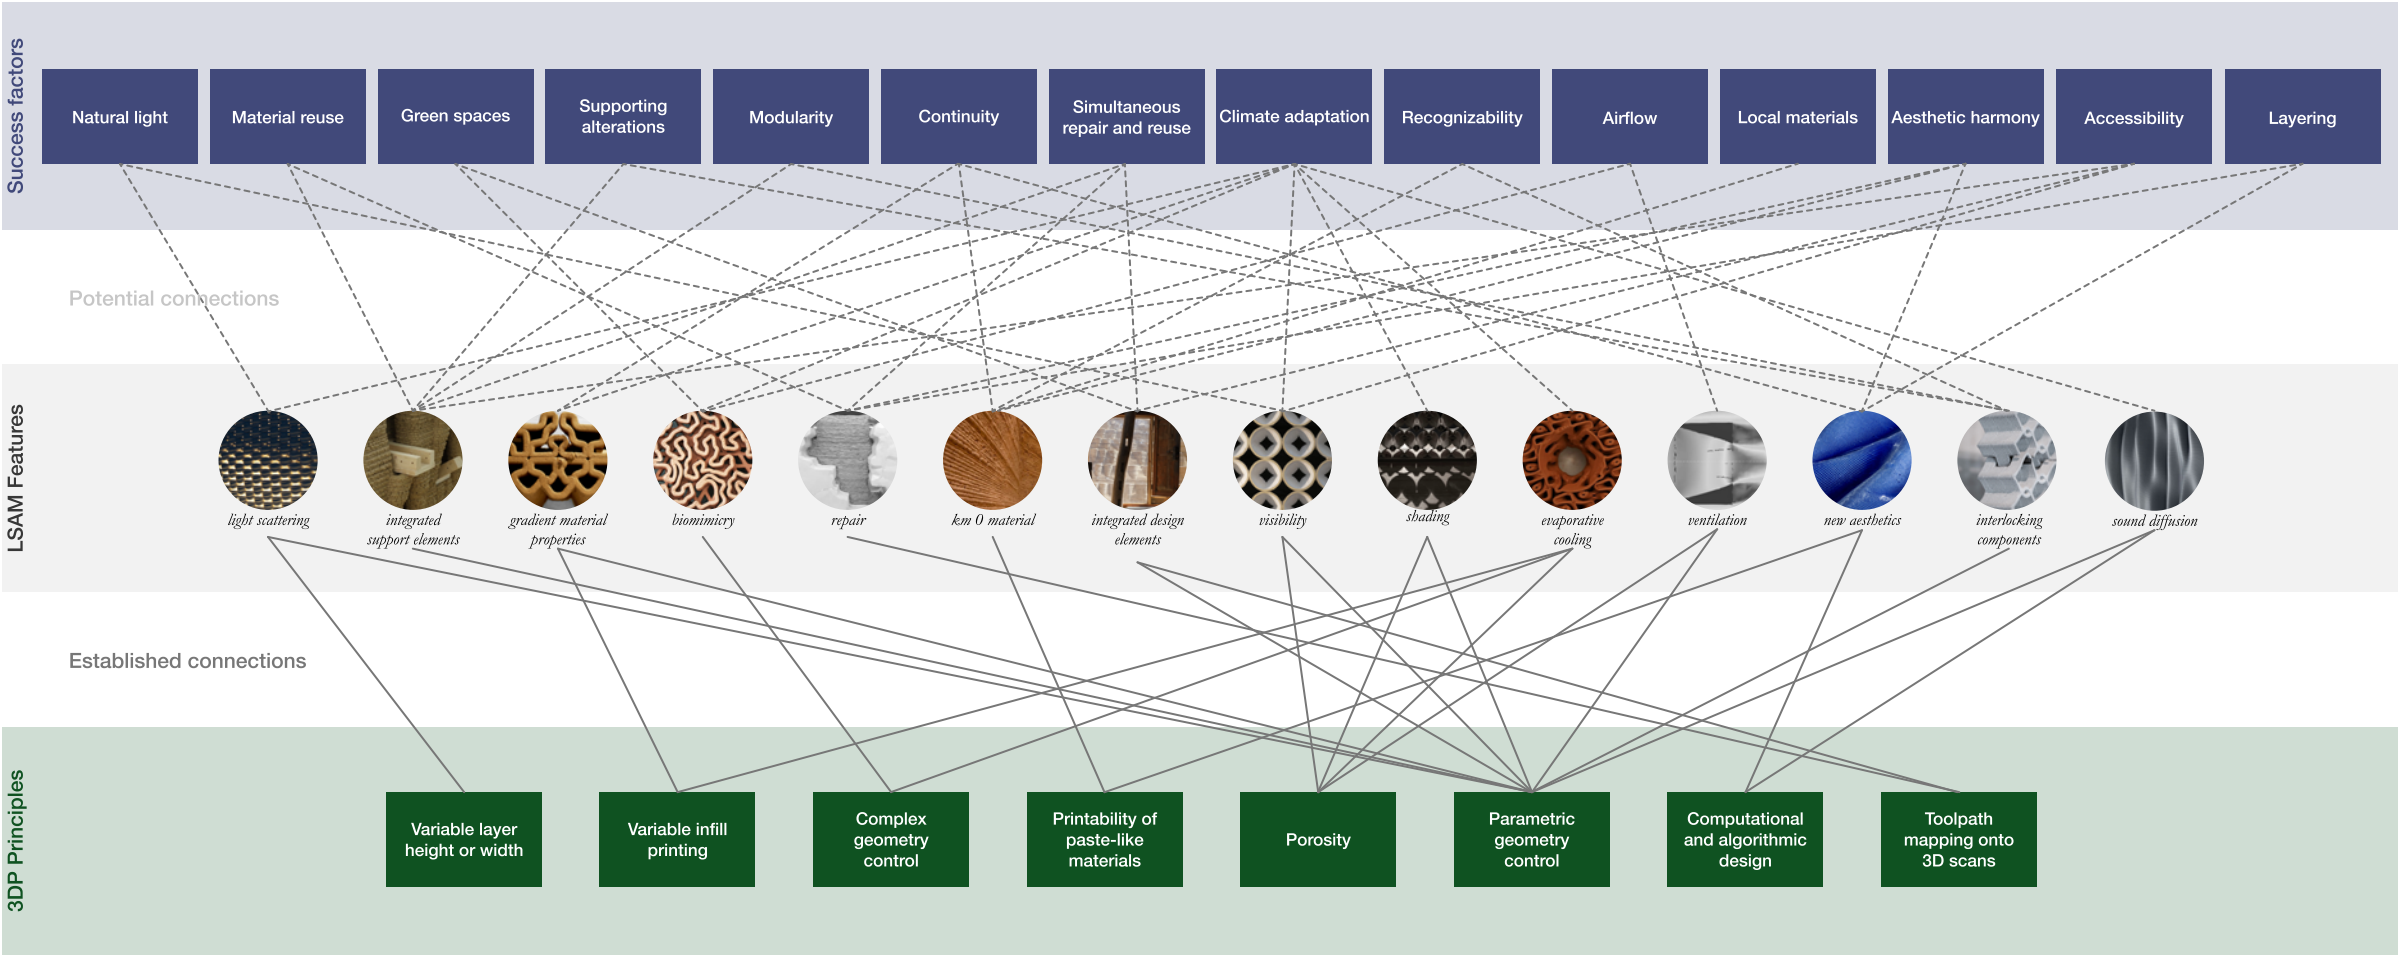 Success factors
Natural light
Material reuse
Green spaces
Supporting
alterations
Modularity
Continuity
Simultaneous
repair and reuse
Climate adaptation
Recognizability
Airflow
Local materials
Aesthetic harmony
Accessibility
Layering
Potential connections
LSAM Features
light scattering
integrated
support elements
gradient material
properties
biomimicry
repair
km 0 material
integrated design
elements
visibility
shading
evaporative
cooling
ventilation
new aesthetics
interlocking
components
sound diffusion
Established connections
3DP Principles
Variable layer
height or width
Variable infill
printing
Complex
geometry
control
Printability of
paste-like
materials
Porosity
Parametric
geometry
control
Computational
and algorithmic
design
Toolpath
mapping onto
3D scans